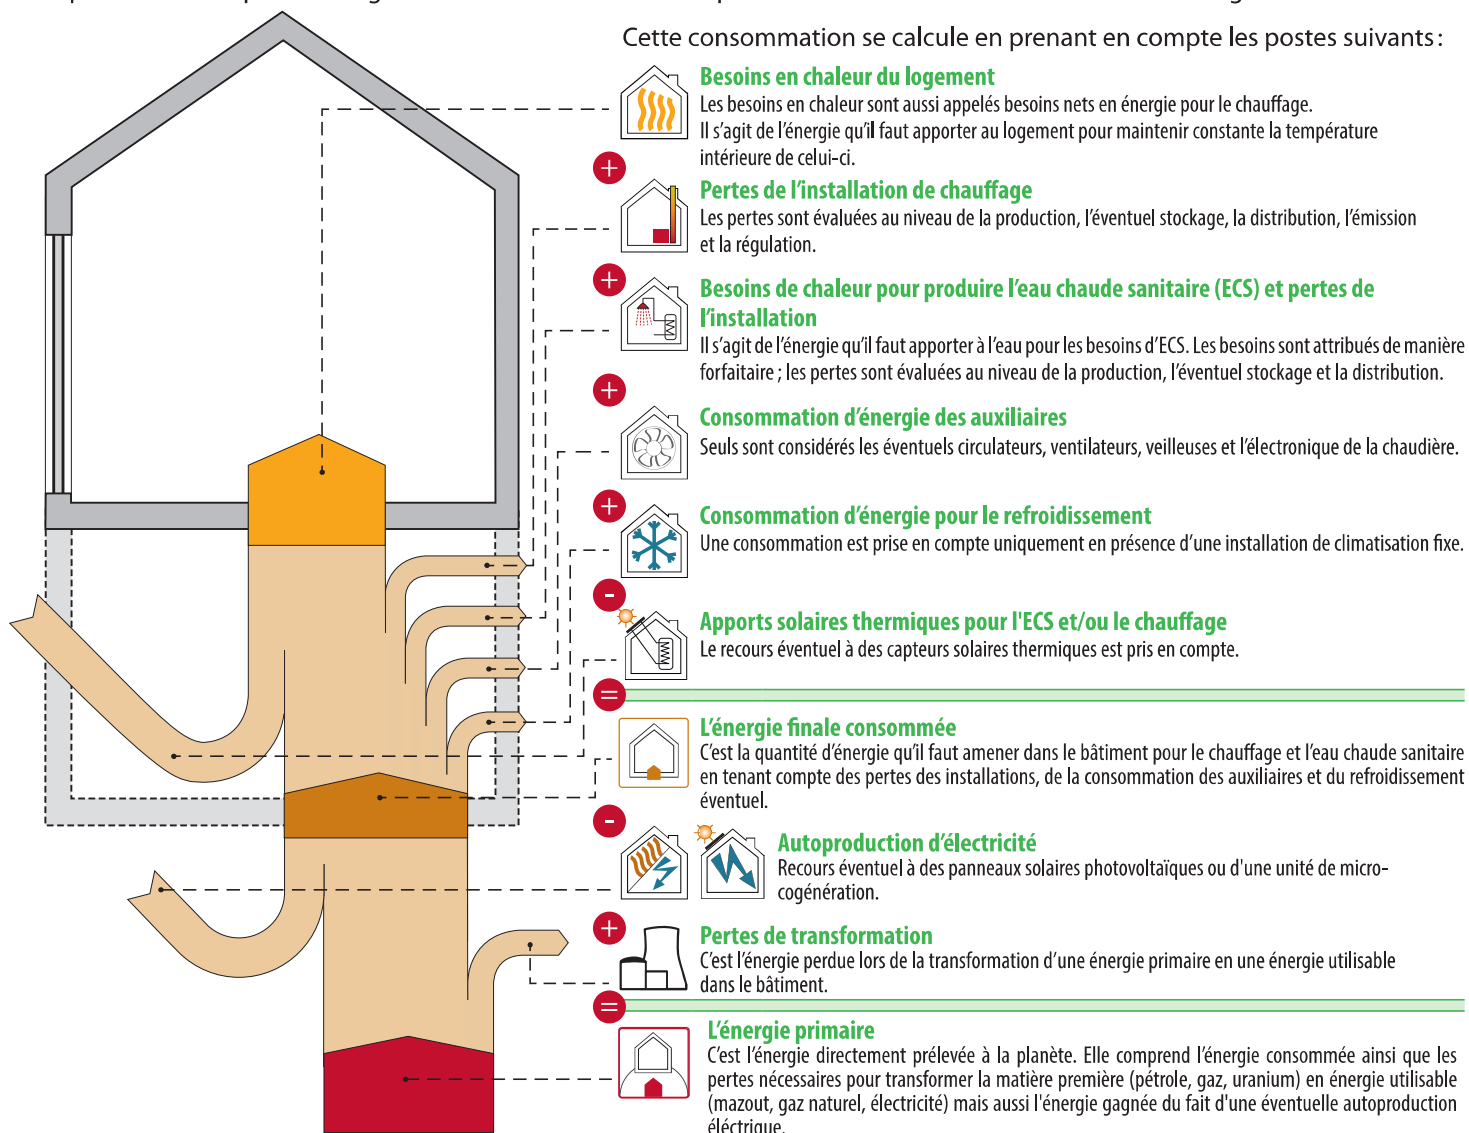 Cette consommation se calcule en prenant en compte les postes suivants :
Besoins en chaleur du logement
Les besoins en chaleur sont aussi appelés besoins nets en énergie pour le chauffage.
Il s'agit de l'énergie qu'il faut apporter au logement pour maintenir constante la température
intérieure de celui-ci.
+
Pertes de l'installation de chauffage
Les pertes sont évaluées au niveau de la production, l'éventuel stockage, la distribution, l'émission
et la régulation.
+
Besoins de chaleur pour produire l'eau chaude sanitaire (ECS) et pertes de
l'installation
Il s'agit de l'énergie qu'il faut apporter à l'eau pour les besoins d'ECS. Les besoins sont attribués de manière
forfaitaire ; les pertes sont évaluées au niveau de la production, l'éventuel stockage et la distribution.
+
Consommation d'énergie des auxiliaires
Seuls sont considérés les éventuels circulateurs, ventilateurs, veilleuses et l'électronique de la chaudière.
+
Consommation d'énergie pour le refroidissement
Une consommation est prise en compte uniquement en présence d'une installation de climatisation fixe.
-
Apports solaires thermiques pour l'ECS et/ou le chauffage
Le recours éventuel à des capteurs solaires thermiques est pris en compte.
=
L'énergie finale consommée
C'est la quantité d'énergie qu'il faut amener dans le bâtiment pour le chauffage et l'eau chaude sanitaire
en tenant compte des pertes des installations, de la consommation des auxiliaires et du refroidissement
éventuel.
-
Autoproduction d'électricité
Recours éventuel à des panneaux solaires photovoltaïques ou d'une unité de micro-
cogénération.
+
Pertes de transformation
C'est l'énergie perdue lors de la transformation d'une énergie primaire en une énergie utilisable
dans le bâtiment.
=
L'énergie primaire
C'est l'énergie directement prélevée à la planète. Elle comprend l'énergie consommée ainsi que les
pertes nécessaires pour transformer la matière première (pétrole, gaz, uranium) en énergie utilisable
(mazout, gaz naturel, électricité) mais aussi l'énergie gagnée du fait d'une éventuelle autoproduction
éléctrique.